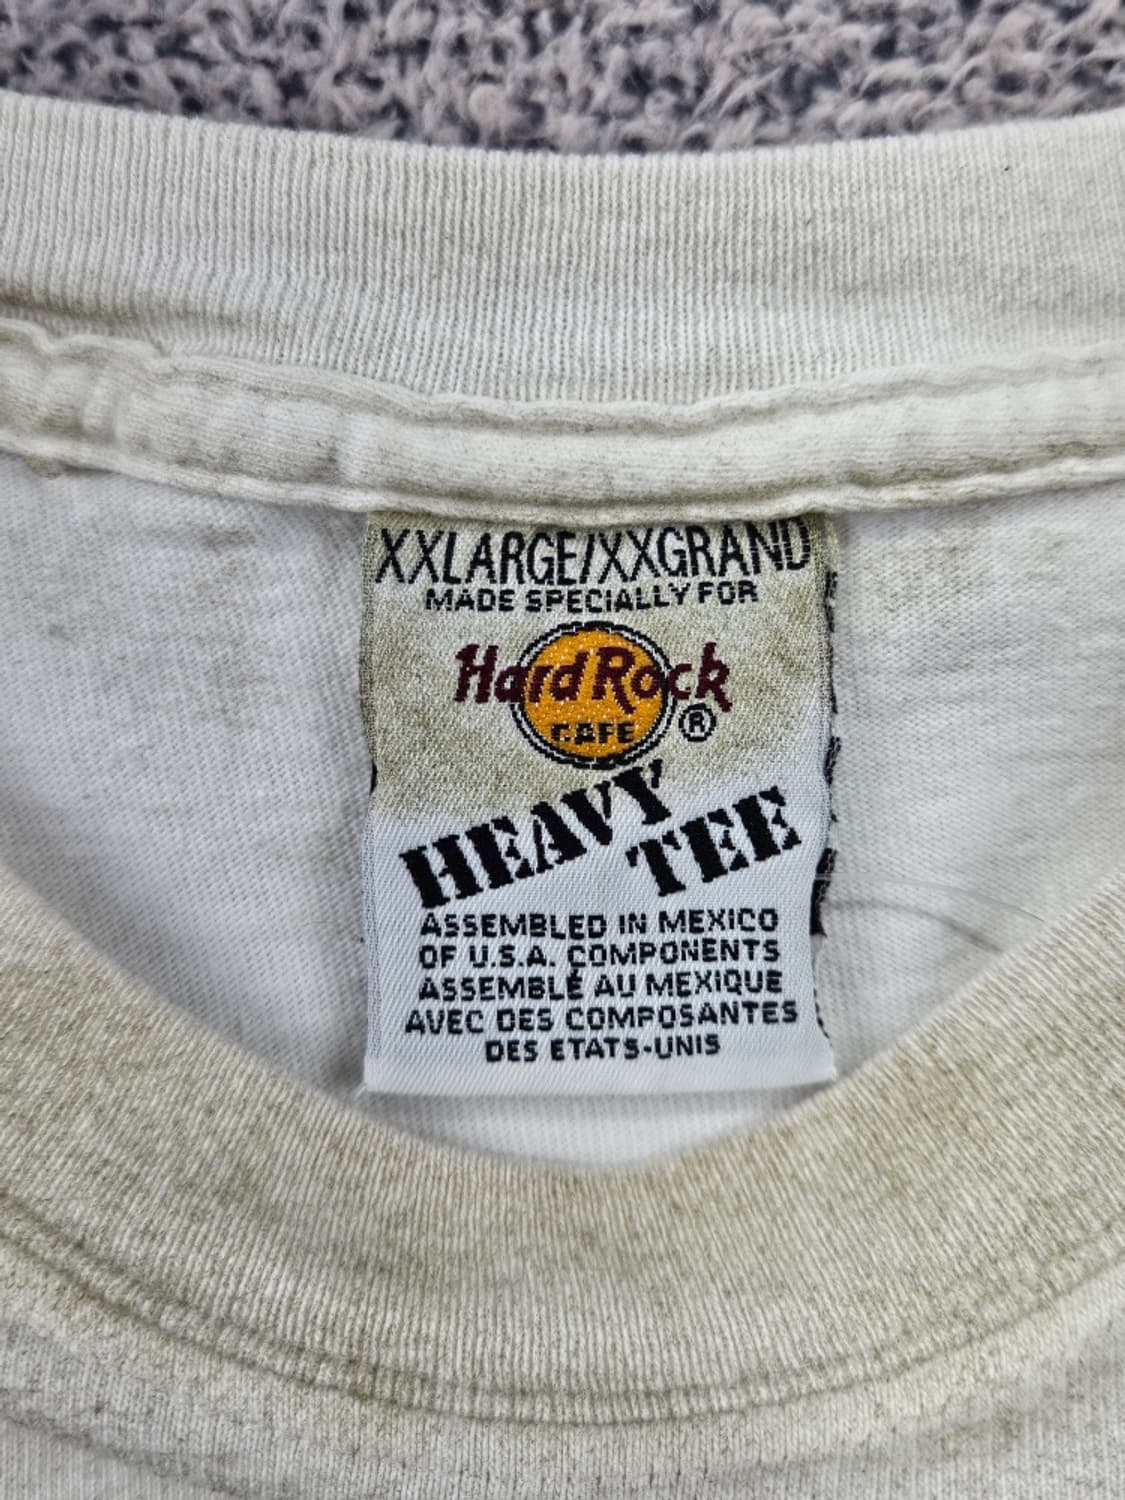 XXLARGE/XXGRAND
MADE SPECIALLY FOR
Hard Rock
CAFE ®
HEAVY
TEE
ASSEMBLED IN MEXICO
OF U.S.A. COMPONENTS
ASSEMBLÉ AU MEXIQUE
AVEC DES COMPOSANTES
DES ETATS-UNIS